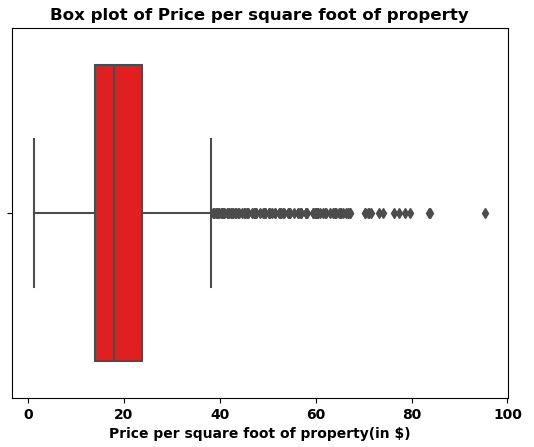 Box plot of Price per square foot of property
0 20 40 60 80 100
Price per square foot of property(in $)